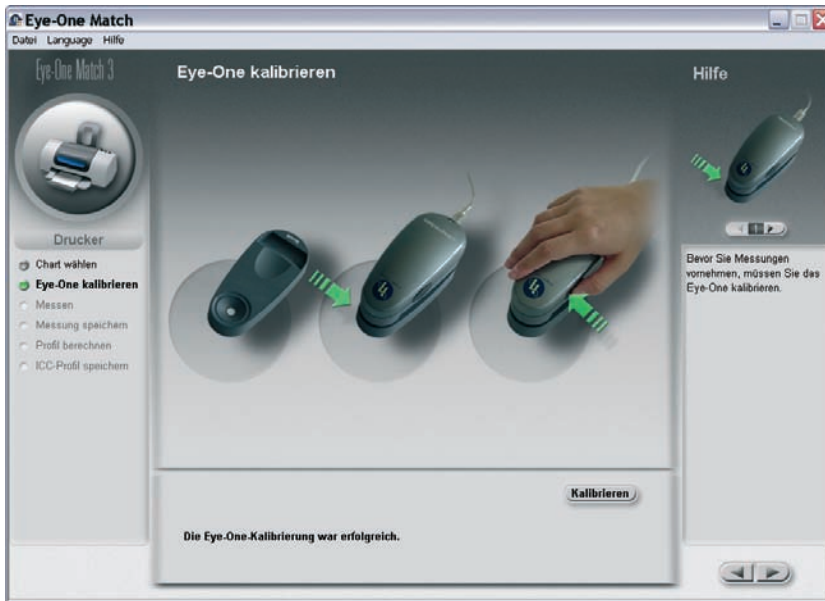 Eye-One Match
Datei Language Hilfe
Eye-One Match 3
Drucker
Chart wählen
Eye-One kalibrieren
Messen
Messung speichern
Profil berechnen
ICC-Profil speichern
Eye-One kalibrieren
Kalibrieren
Die Eye-One-Kalibrierung war erfolgreich.
Hilfe
1
Bevor Sie Messungen
vornehmen, müssen Sie das
Eye-One kalibrieren.